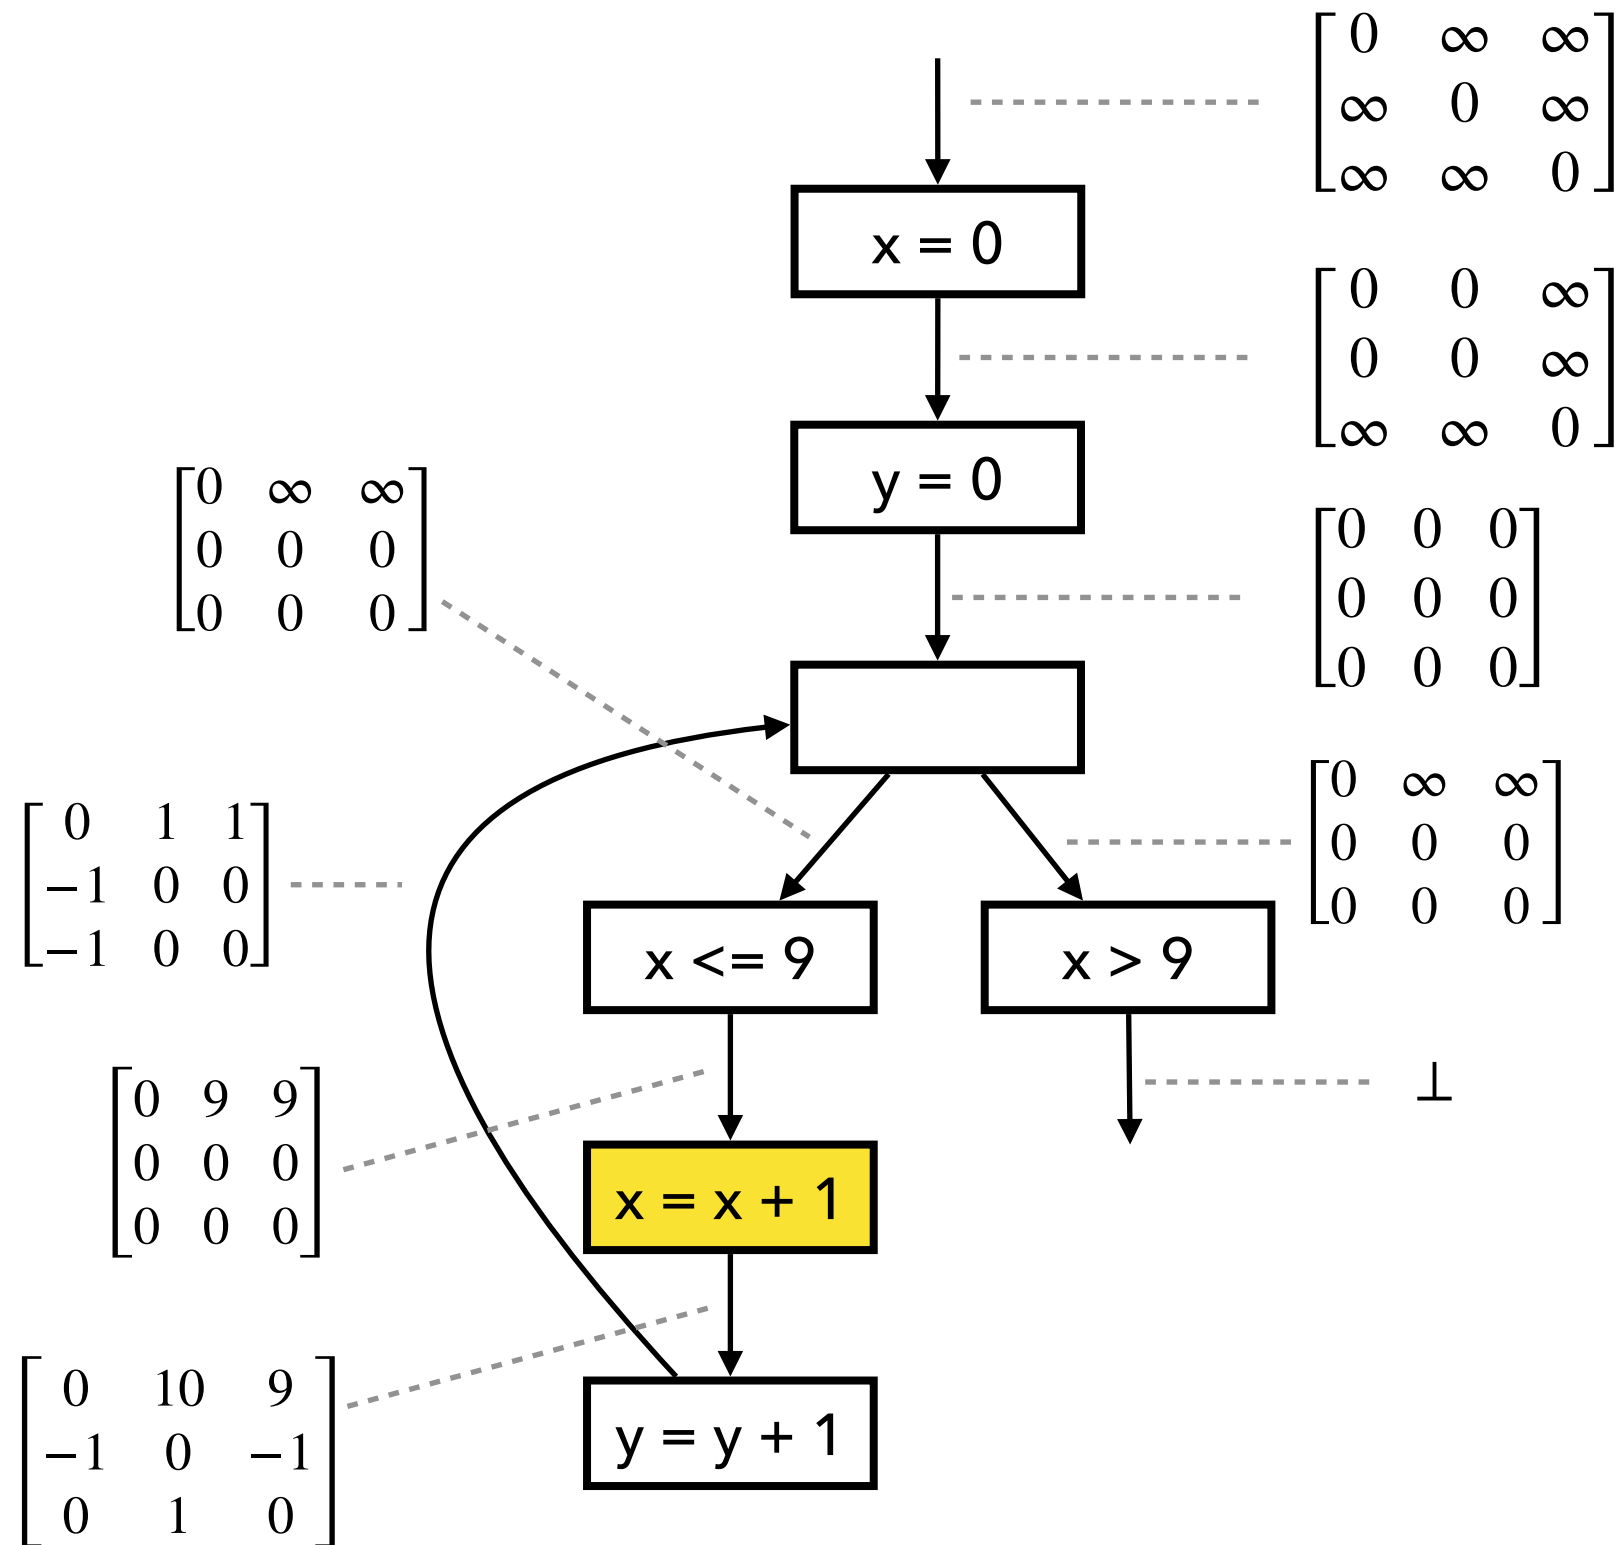 0 ∞ ∞
∞ 0 ∞
∞ ∞ 0
x = 0
0 0 ∞
0 0 ∞
∞ ∞ 0
y = 0
0 ∞ ∞
0 0 0
0 0 0
0 0 0
0 0 0
0 0 0
0 ∞ ∞
0 0 0
0 0 0
0 1 1
−1 0 0
−1 0 0
x <= 9
x > 9
0 9 9
0 0 0
0 0 0
⊥
x = x + 1
0 10 9
−1 0 −1
0 1 0
y = y + 1